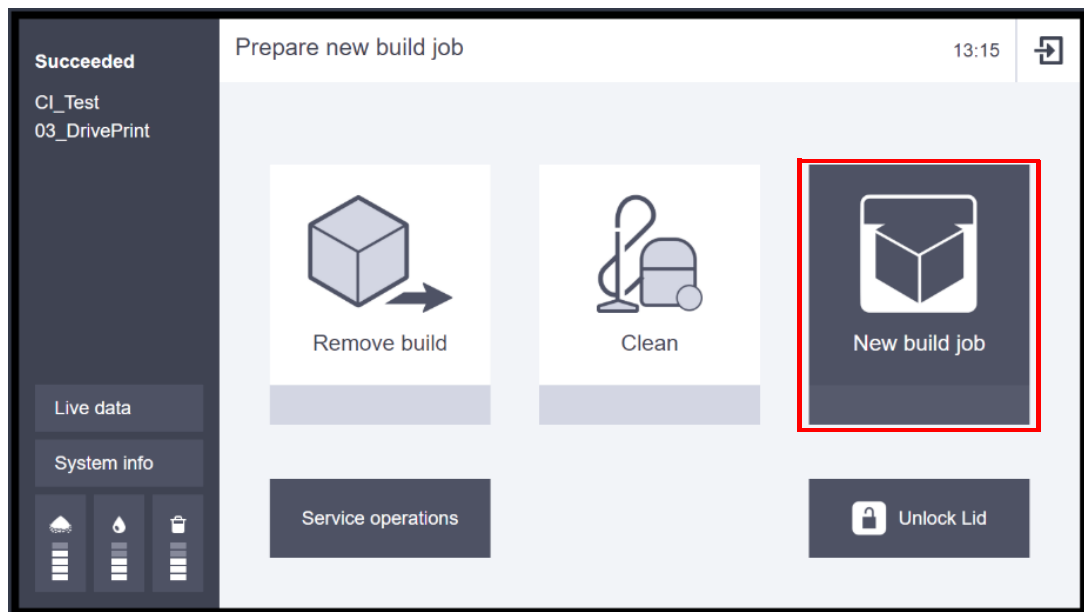 Succeeded
CI_Test
03_DrivePrint
Prepare new build job
13:15
Remove build
Clean
New build job
Live data
System info
Service operations
Unlock Lid